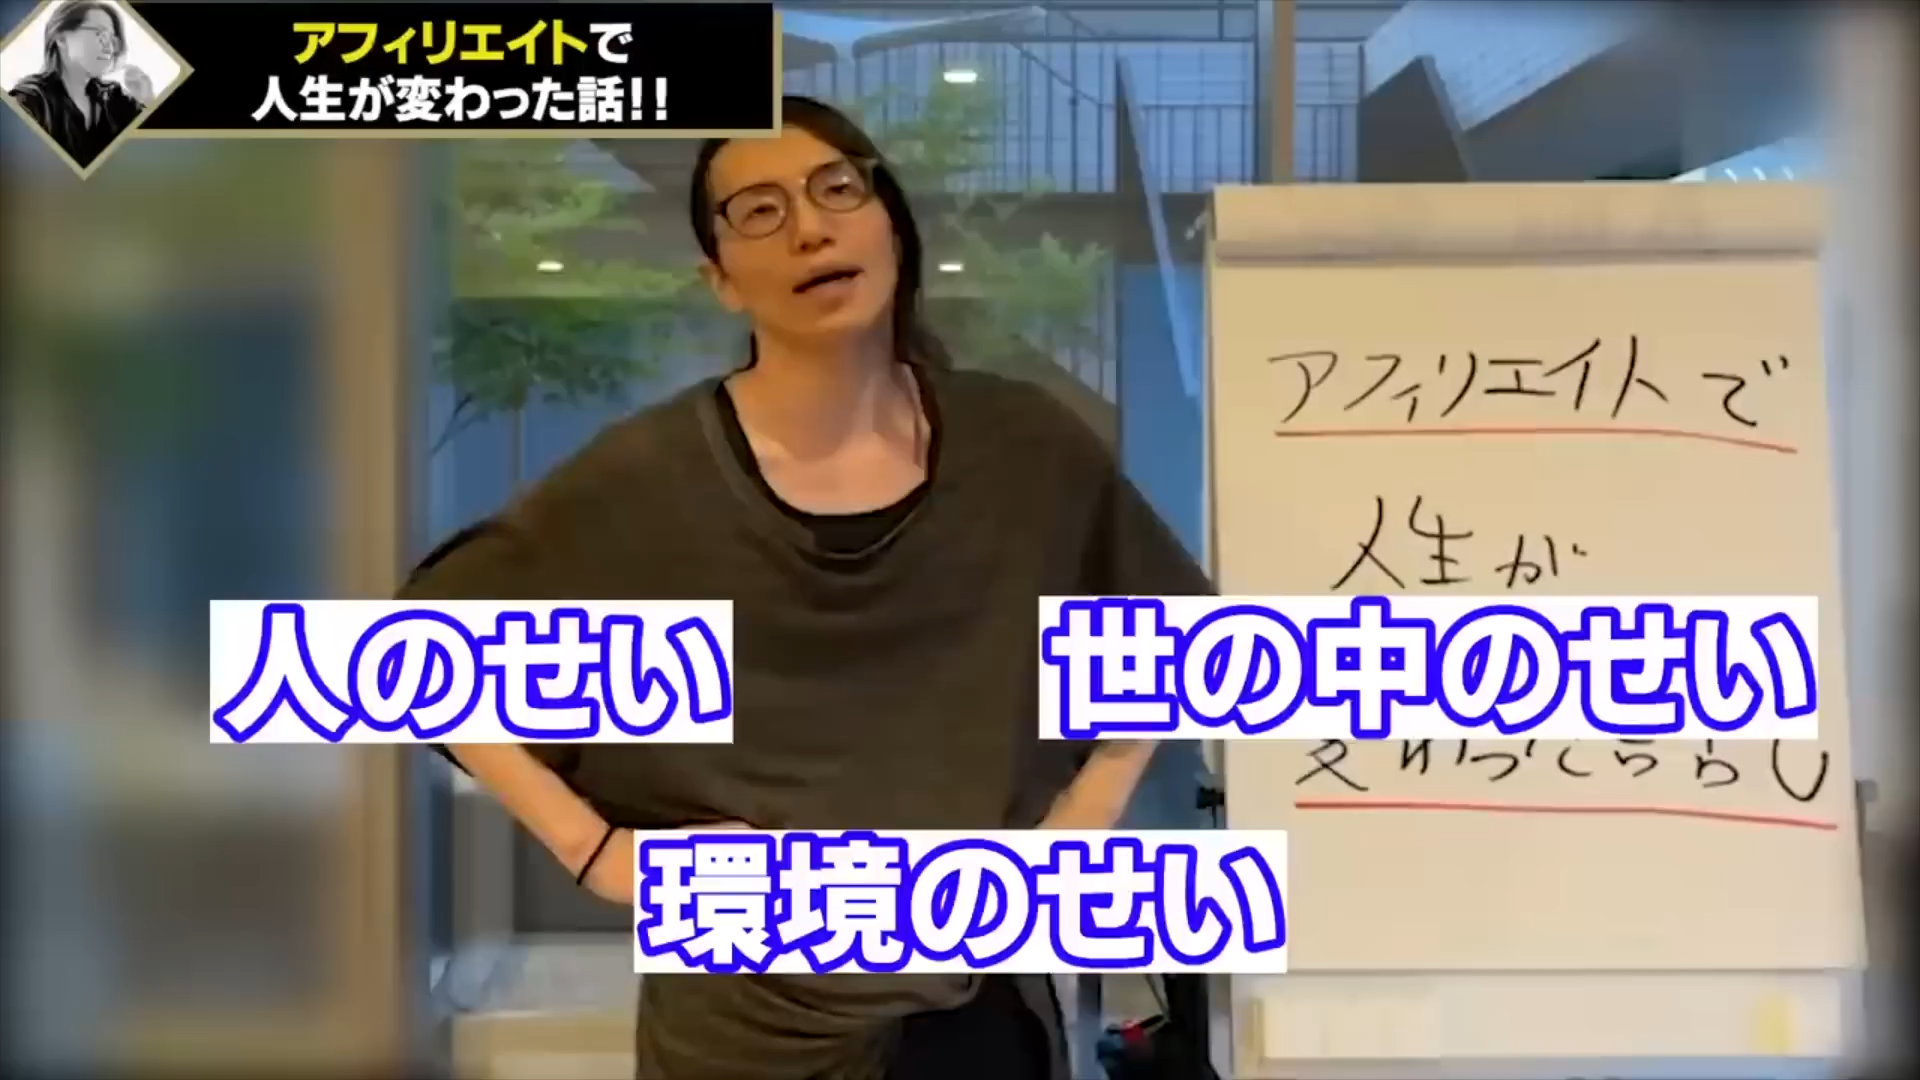 アフィリエイトで
人生が変わった話!!
アフィリエイトで
人生が
人のせい
世の中のせい
環境のせい